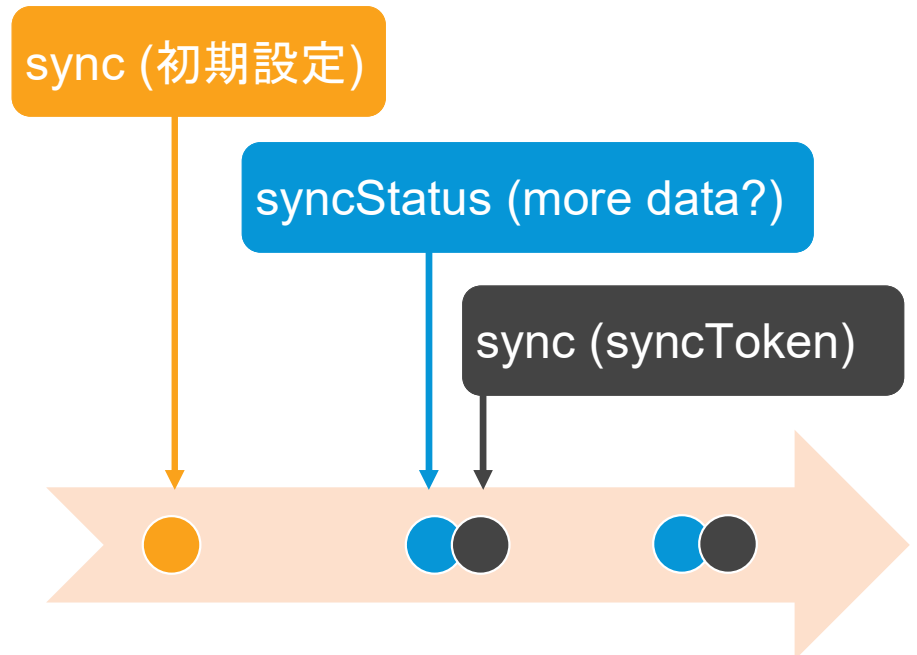 sync (初期設定)
syncStatus (more data?)
sync (syncToken)